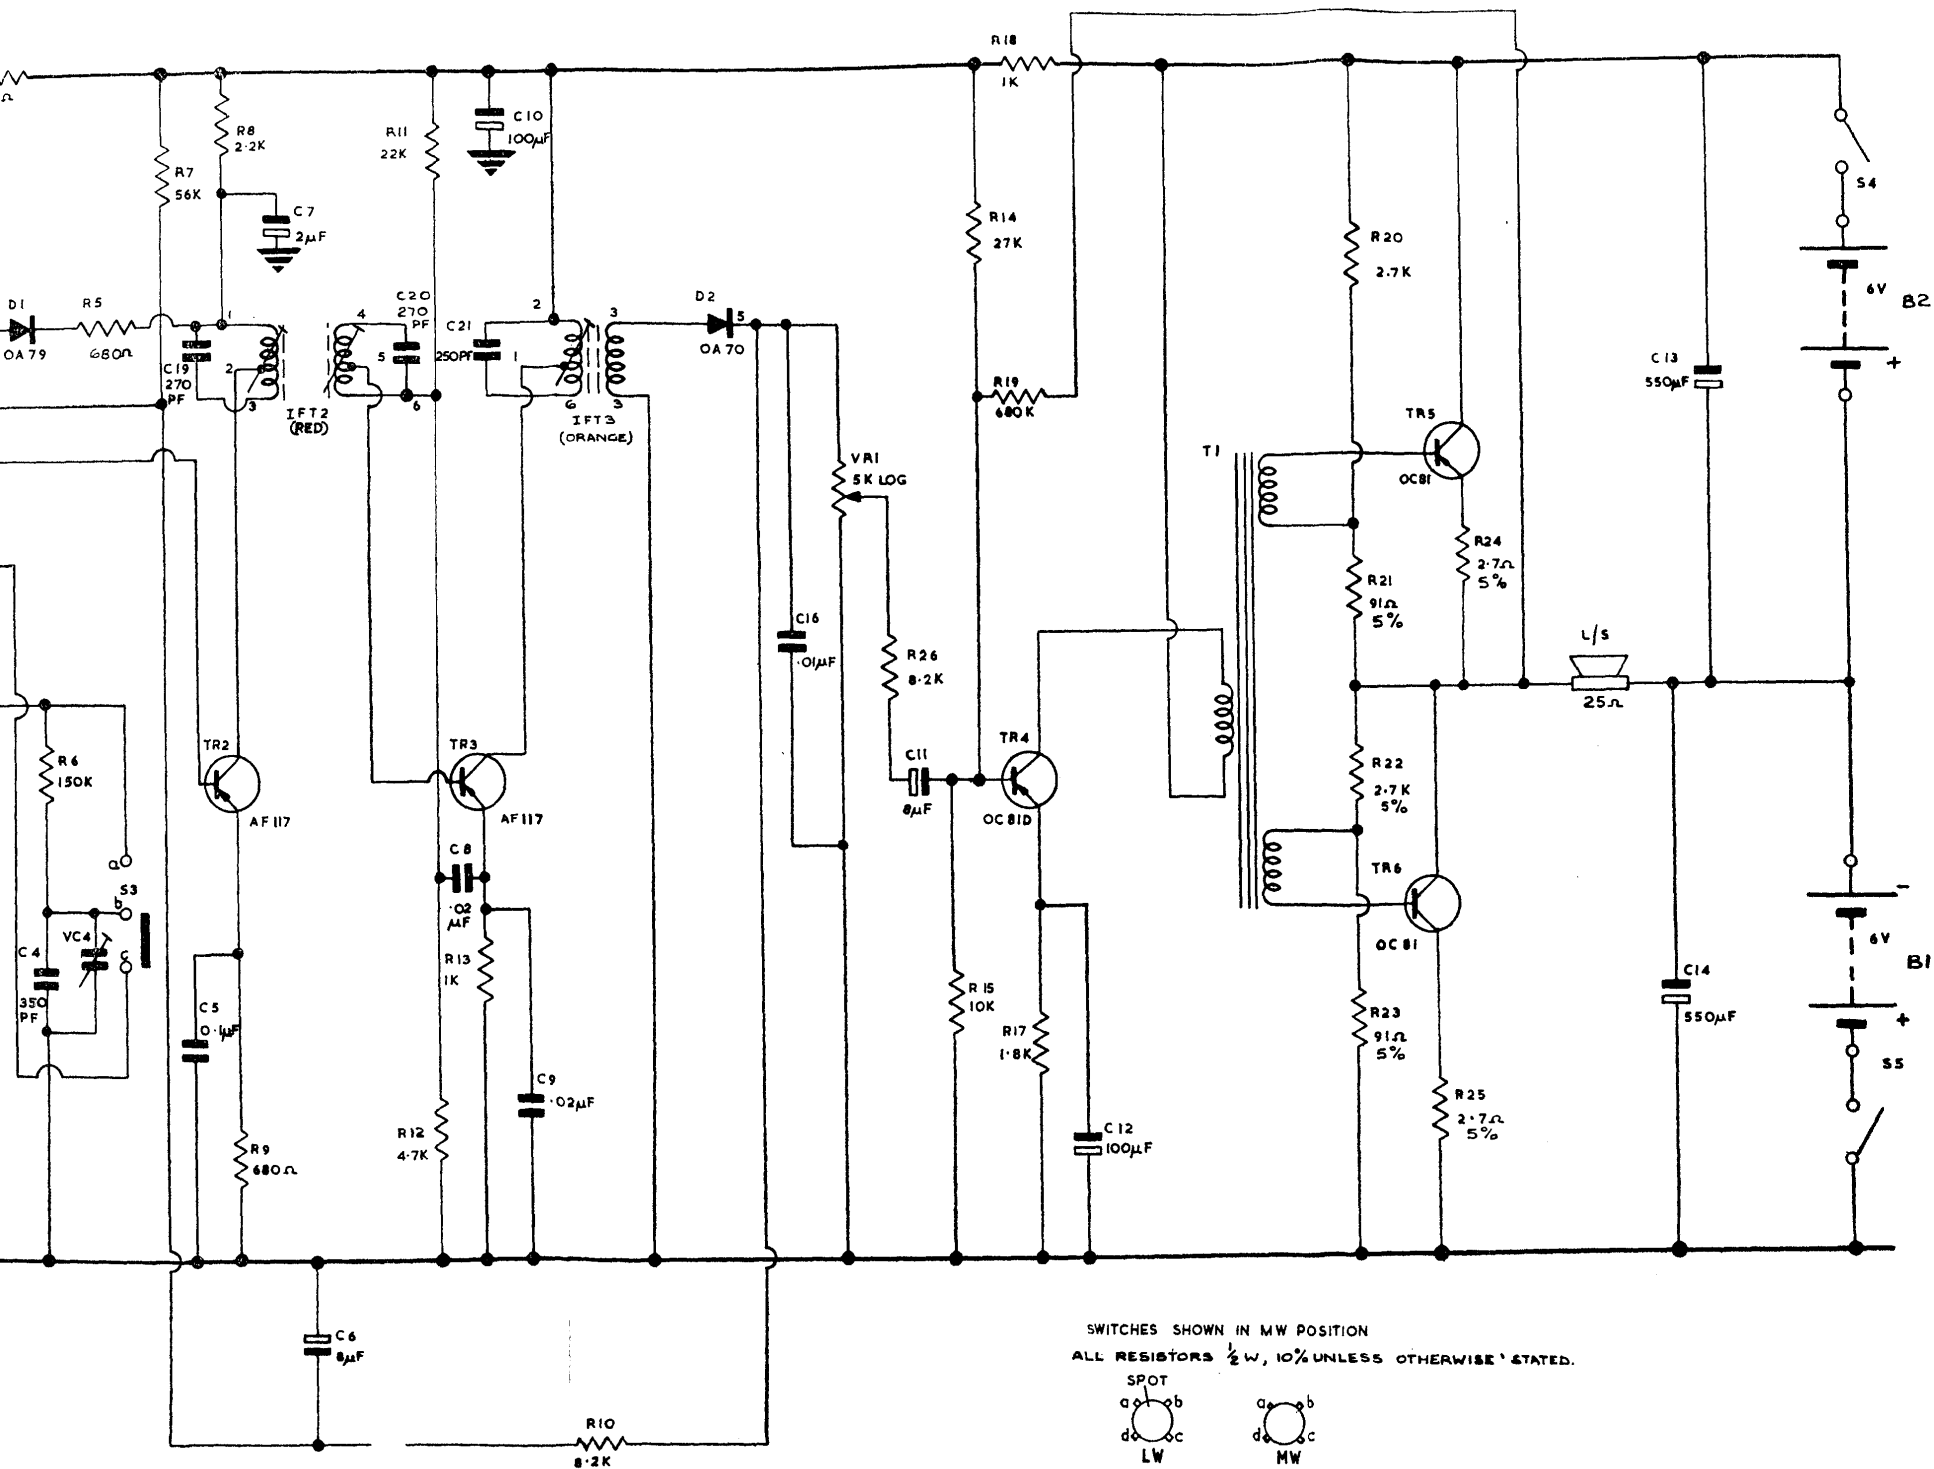 Ω
R7
56K
R8
2.2K
C7
2µF
R11
22K
C10
100µF
R18
1K
R14
27K
R19
680K
R20
2.7K
S4
6V
B2
+
C13
550µF
D1
OA79
R5
680Ω
C19
270
PF
1
2
3
IFT2
(RED)
4
5
6
C20
270
PF
C21
250Pf
2
1
6
3
3
IFT3
(ORANGE)
D2
5
OA70
VR1
5K LOG
T1
TR5
OC81
R24
2.7Ω
5%
R21
91Ω
5%
C16
.01µF
R26
8.2K
L/S
25Ω
R6
150K
TR2
AF117
TR3
AF117
C11
8µF
TR4
OC81D
R22
2.7K
5%
TR6
OC81
a
S3
b
c
VC4
C4
350
PF
C8
.02
µF
R13
1K
C5
0.1µF
R9
680Ω
R12
4.7K
C9
.02µF
R15
10K
R17
1.8K
C12
100µF
R23
91Ω
5%
R25
2.7Ω
5%
C14
550µF
-
6V
B1
+
S5
C6
8µF
R10
8.2K
SWITCHES SHOWN IN MW POSITION
ALL RESISTORS ½W, 10% UNLESS OTHERWISE STATED.
SPOT
a b
d c
LW
a b
d c
MW